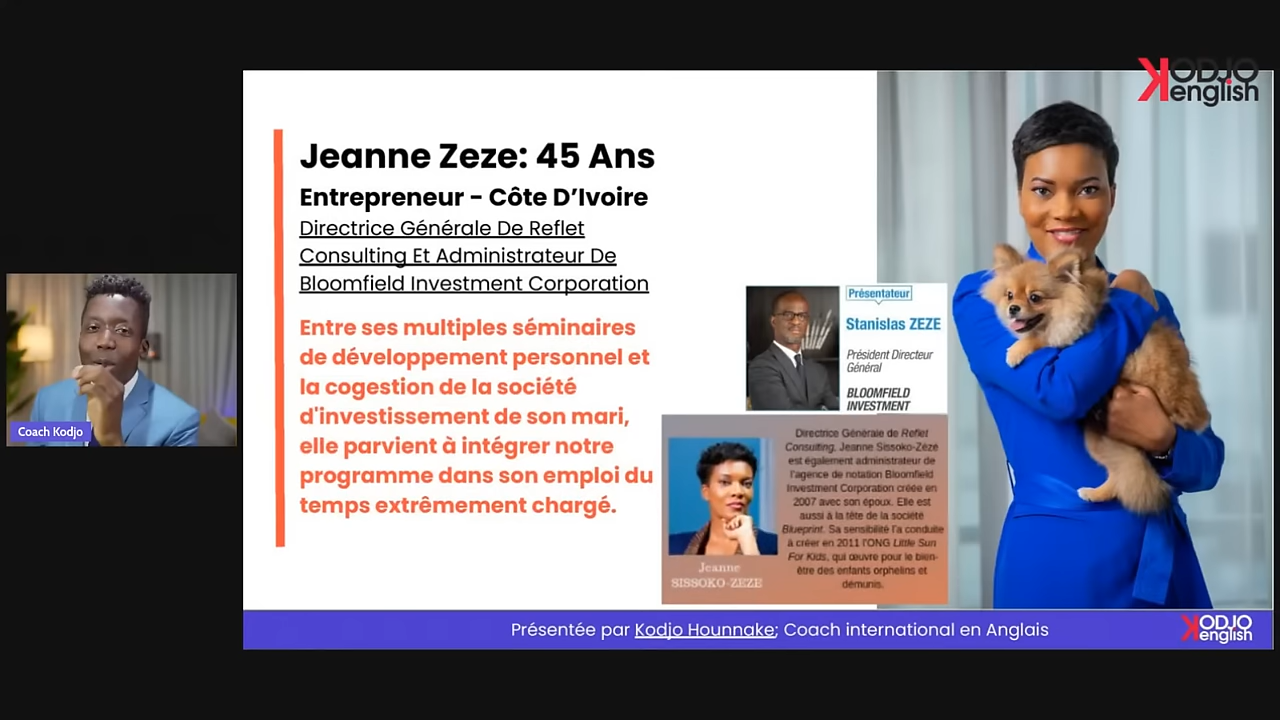 KODJO
english
Jeanne Zeze: 45 Ans
Entrepreneur - Côte D’Ivoire
Directrice Générale De Reflet
Consulting Et Administrateur De
Bloomfield Investment Corporation
Entre ses multiples séminaires
de développement personnel et
la cogestion de la société
d'investissement de son mari,
elle parvient à intégrer notre
programme dans son emploi du
temps extrêmement chargé.
Présentateur
Stanislas ZEZE
Président Directeur
Général
BLOOMFIELD
INVESTMENT
Directrice Générale de Reflet
Consulting, Jeanne Sissoko-Zézé
est également administrateur de
l'agence de notation Bloomfield
Investment Corporation créée en
2007 avec son époux. Elle est
aussi à la tête de la société
Blueprint. Sa sensibilité l'a conduite
à créer en 2011 l'ONG Little Sun
For Kids, qui œuvre pour le bien-
être des enfants orphelins et
démunis.
Jeanne
SISSOKO-ZEZE
Coach Kodjo
Présentée par Kodjo Hounnake; Coach international en Anglais
KODJO
english